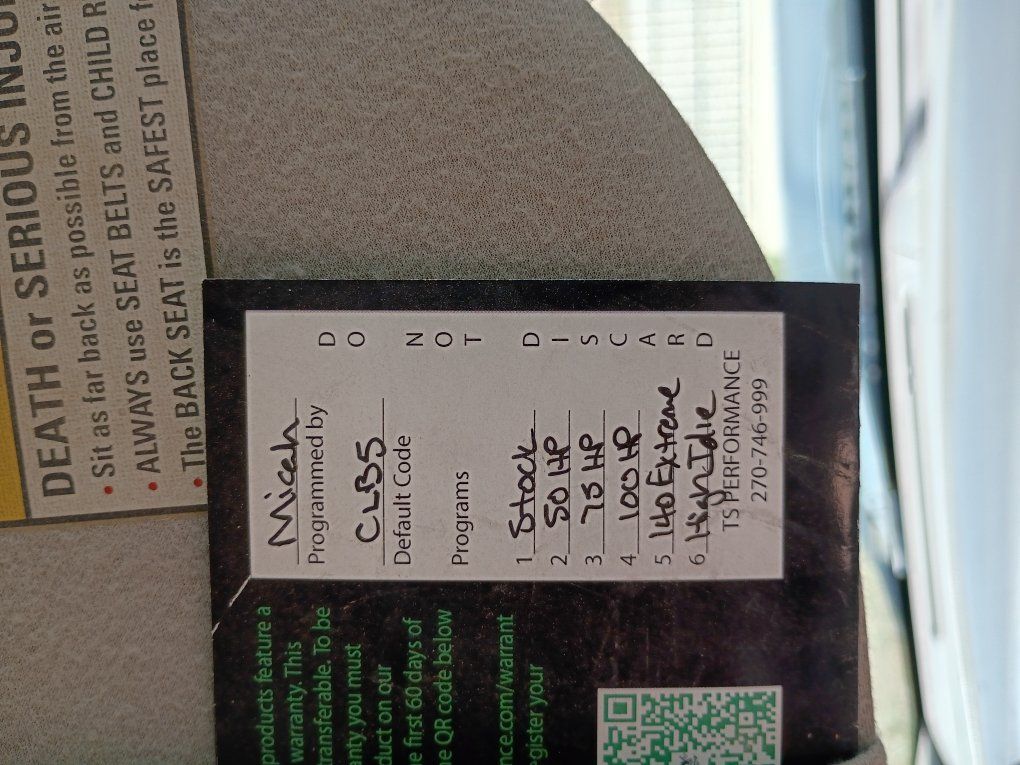 DEATH or SERIOUS INJU
• Sit as far back as possible from the air
• ALWAYS use SEAT BELTS and CHILD R
• The BACK SEAT is the SAFEST place f
products feature a
warranty. This
transferable. To be
anty you must
duct on our
e first 60 days of
e QR code below
nce.com/warrant
gister your
Micah
Programmed by
CLB5
Default Code
Programs
1 Stock
2 50 HP
3 75 HP
4 100 HP
5 140 Extreme
6 High Idle
TS PERFORMANCE
270-746-999
DO NOT DISCARD